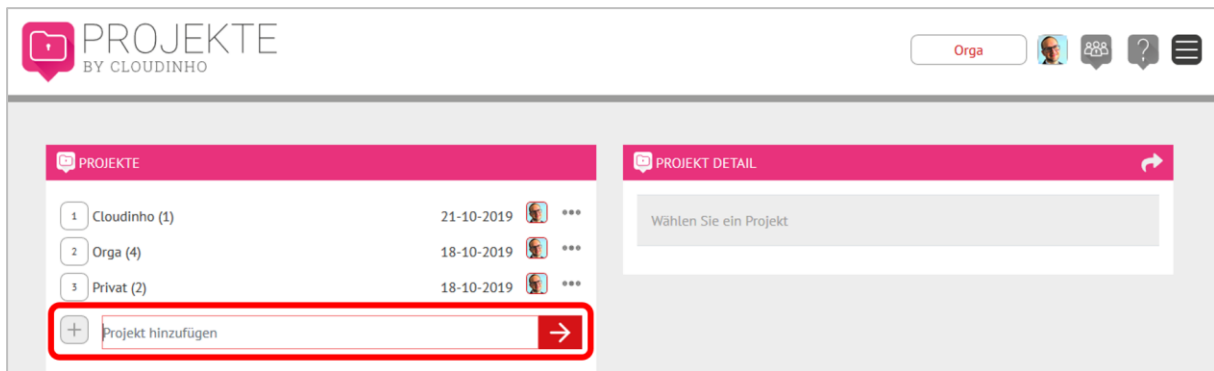 PROJEKTE
BY CLOUDINHO
Orga
?
PROJEKTE
1 Cloudinho (1) 21-10-2019
2 Orga (4) 18-10-2019
3 Privat (2) 18-10-2019
+ Projekt hinzufügen
PROJEKT DETAIL
Wählen Sie ein Projekt